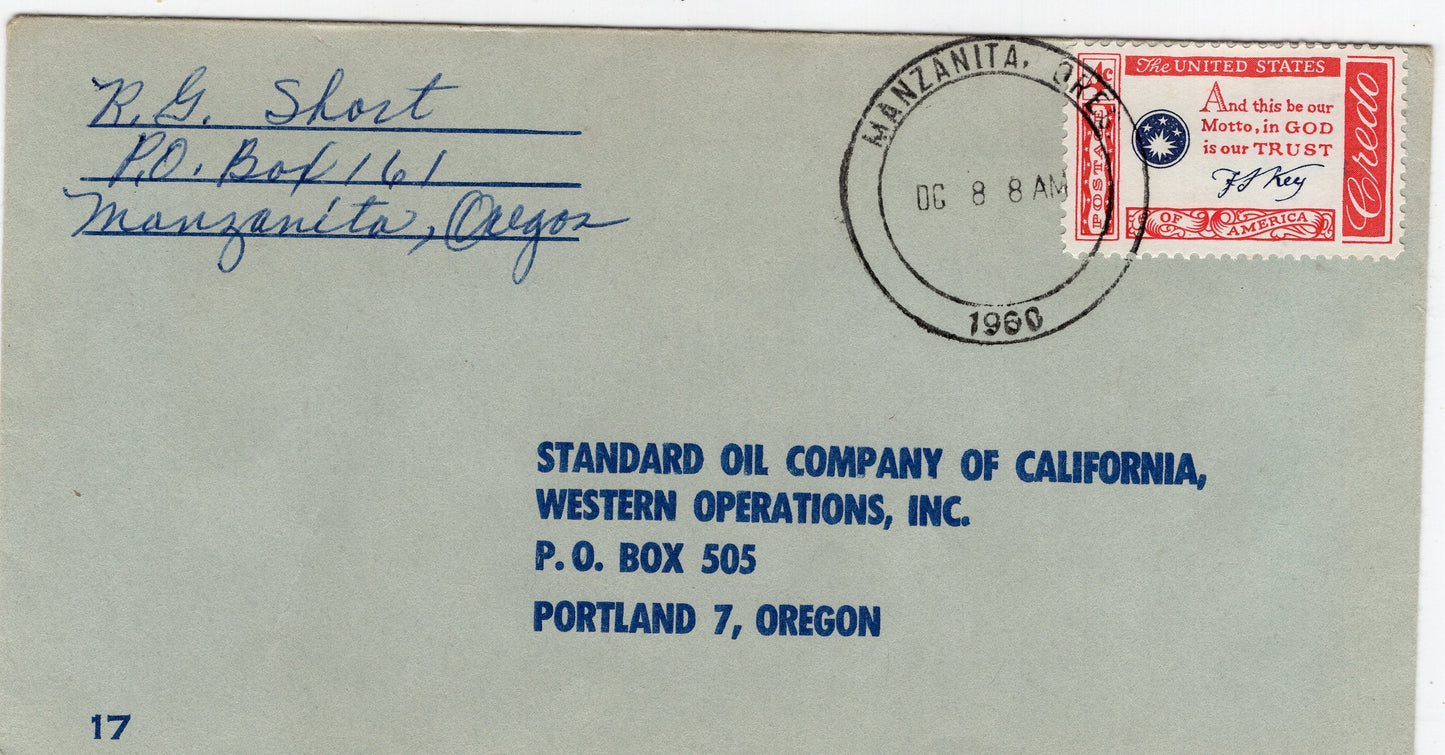 R.G. Short
P.O. Box 161
Manzanita, Oregon
MANZANITA, ORE.
DC 8 8 AM
1960
4c
POSTAGE
The UNITED STATES
And this be our
Motto, in GOD
is our TRUST
F S Key
OF AMERICA
Credo
STANDARD OIL COMPANY OF CALIFORNIA,
WESTERN OPERATIONS, INC.
P.O. BOX 505
PORTLAND 7, OREGON
17